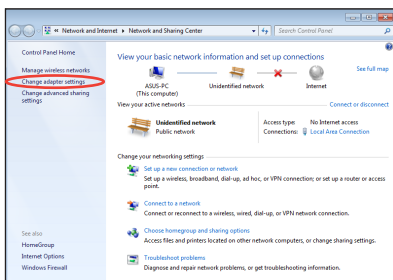 Network and Internet ▸ Network and Sharing Center
Search Control Panel
Control Panel Home
Manage wireless networks
Change adapter settings
Change advanced sharing
settings
See also
HomeGroup
Internet Options
Windows Firewall
View your basic network information and set up connections
See full map
ASUS-PC
(This computer)
Unidentified network
Internet
View your active networks
Connect or disconnect
Unidentified network
Public network
Access type: No Internet access
Connections: Local Area Connection
Change your networking settings
Set up a new connection or network
Set up a wireless, broadband, dial-up, ad hoc, or VPN connection; or set up a router or access
point.
Connect to a network
Connect or reconnect to a wireless, wired, dial-up, or VPN network connection.
Choose homegroup and sharing options
Access files and printers located on other network computers, or change sharing settings.
Troubleshoot problems
Diagnose and repair network problems, or get troubleshooting information.